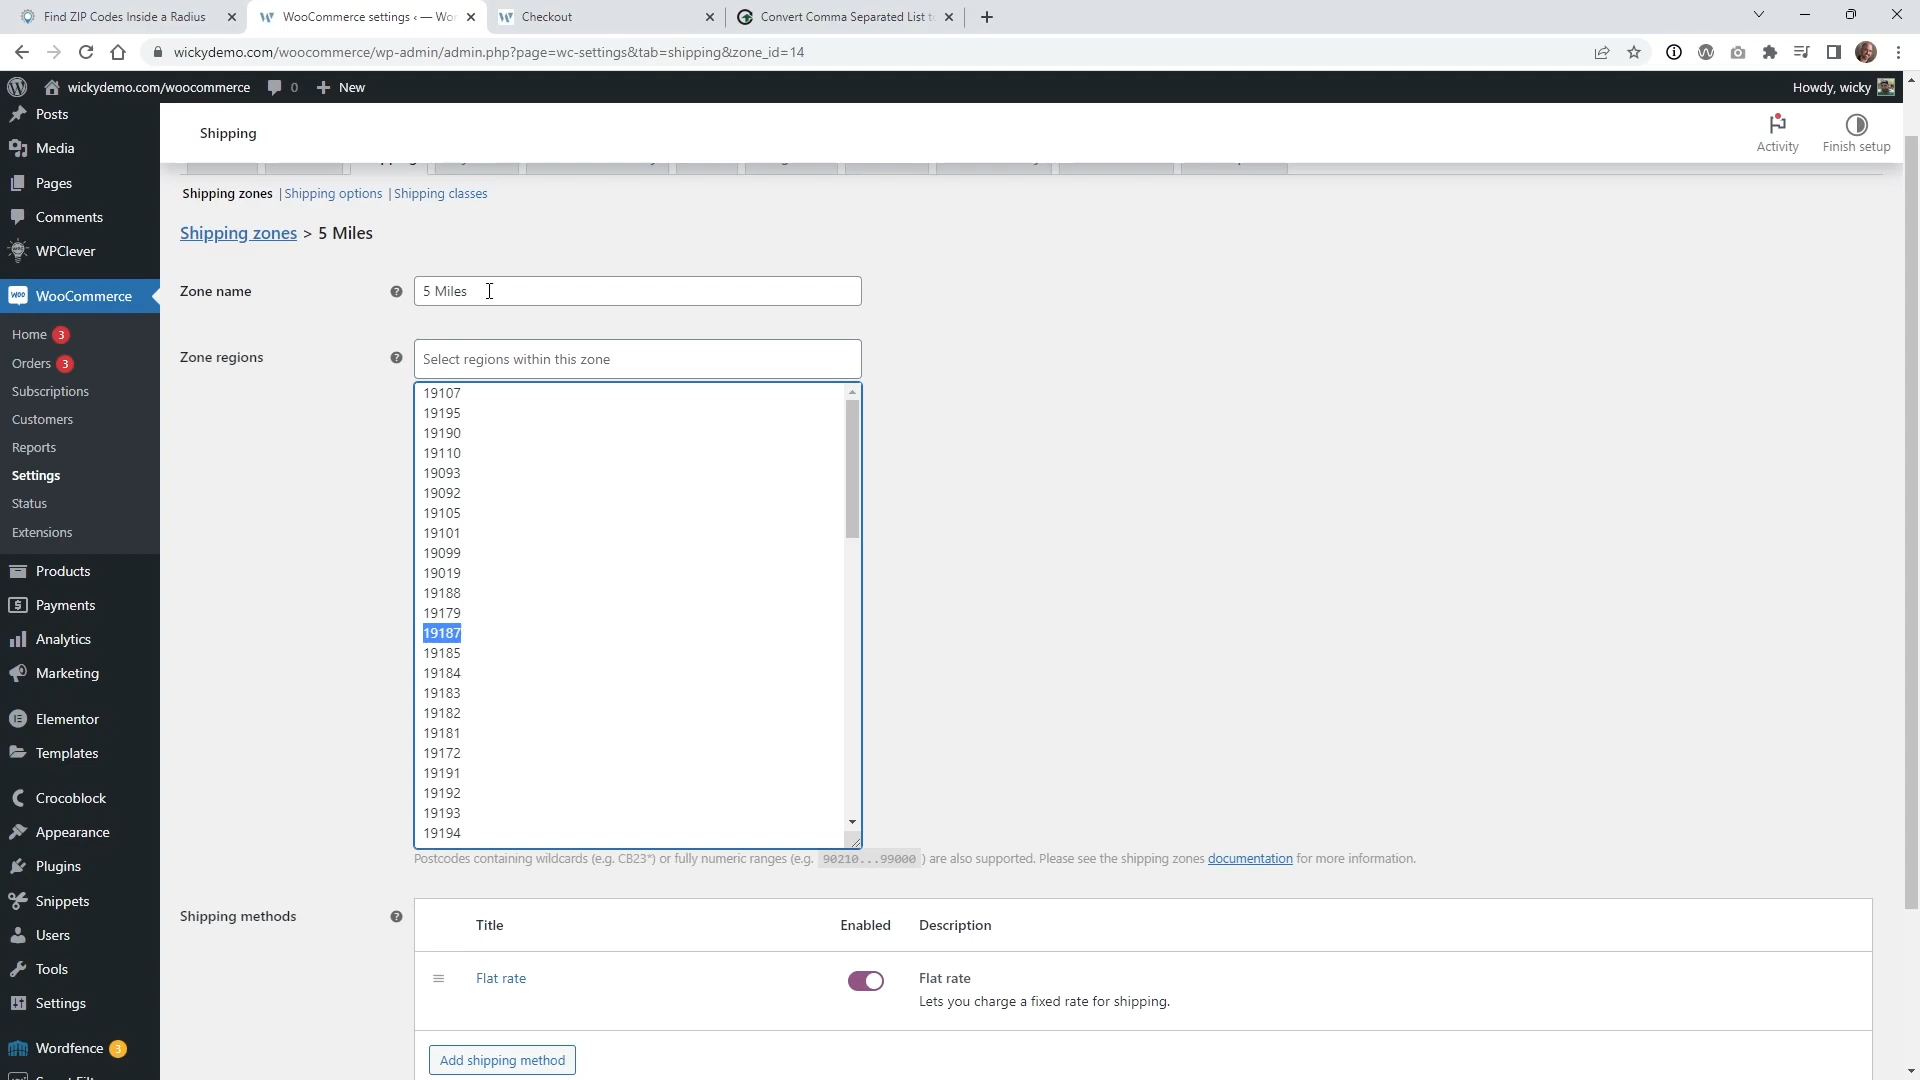 Find ZIP Codes Inside a Radius
WooCommerce settings ‹ — Wor
Checkout
Convert Comma Separated List to
wickydemo.com/woocommerce/wp-admin/admin.php?page=wc-settings&tab=shipping&zone_id=14
wickydemo.com/woocommerce
0
New
Howdy, wicky
Posts
Media
Pages
Comments
WPClever
WooCommerce
Home 3
Orders 3
Subscriptions
Customers
Reports
Settings
Status
Extensions
Products
Payments
Analytics
Marketing
Elementor
Templates
Crocoblock
Appearance
Plugins
Snippets
Users
Tools
Settings
Wordfence 3
Shipping
Activity
Finish setup
Shipping zones | Shipping options | Shipping classes
Shipping zones > 5 Miles
Zone name
5 Miles
Zone regions
Select regions within this zone
19107
19195
19190
19110
19093
19092
19105
19101
19099
19019
19188
19179
19187
19185
19184
19183
19182
19181
19172
19191
19192
19193
19194
Postcodes containing wildcards (e.g. CB23*) or fully numeric ranges (e.g. 90210...99000 ) are also supported. Please see the shipping zones documentation for more information.
Shipping methods
Title
Enabled
Description
Flat rate
Flat rate
Lets you charge a fixed rate for shipping.
Add shipping method